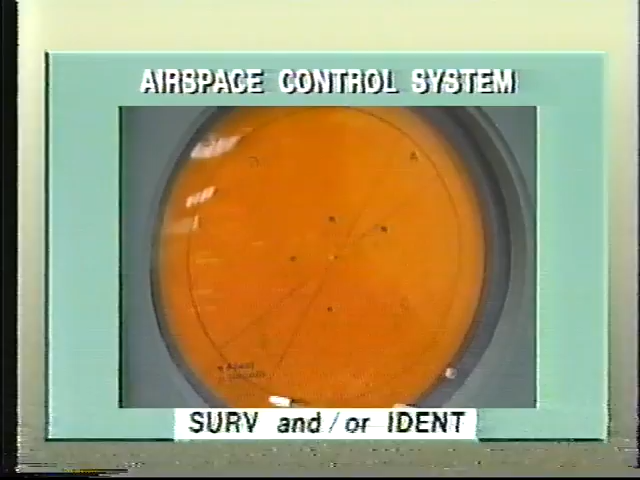 AIRSPACE CONTROL SYSTEM
A
SURV and/or IDENT